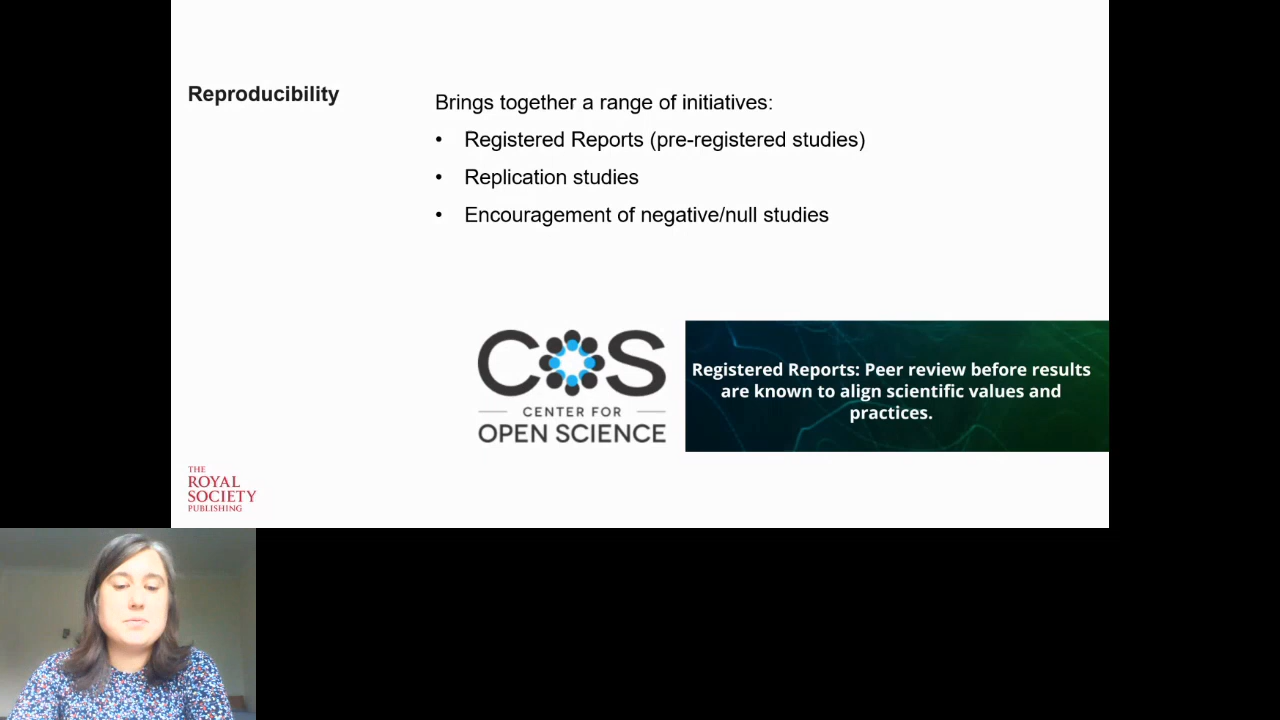 Reproducibility
Brings together a range of initiatives:
• Registered Reports (pre-registered studies)
• Replication studies
• Encouragement of negative/null studies
COS
CENTER FOR
OPEN SCIENCE
Registered Reports: Peer review before results
are known to align scientific values and
practices.
THE
ROYAL
SOCIETY
PUBLISHING